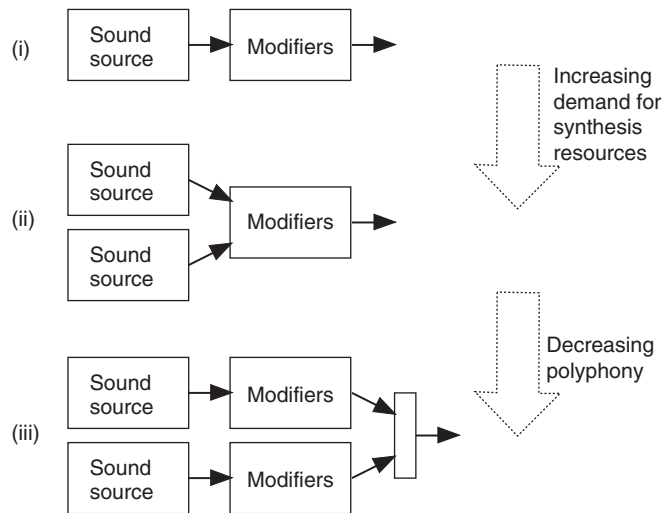 (i)
Sound
source
Modifiers
Increasing
demand for
synthesis
resources
(ii)
Sound
source
Sound
source
Modifiers
Decreasing
polyphony
(iii)
Sound
source
Modifiers
Sound
source
Modifiers